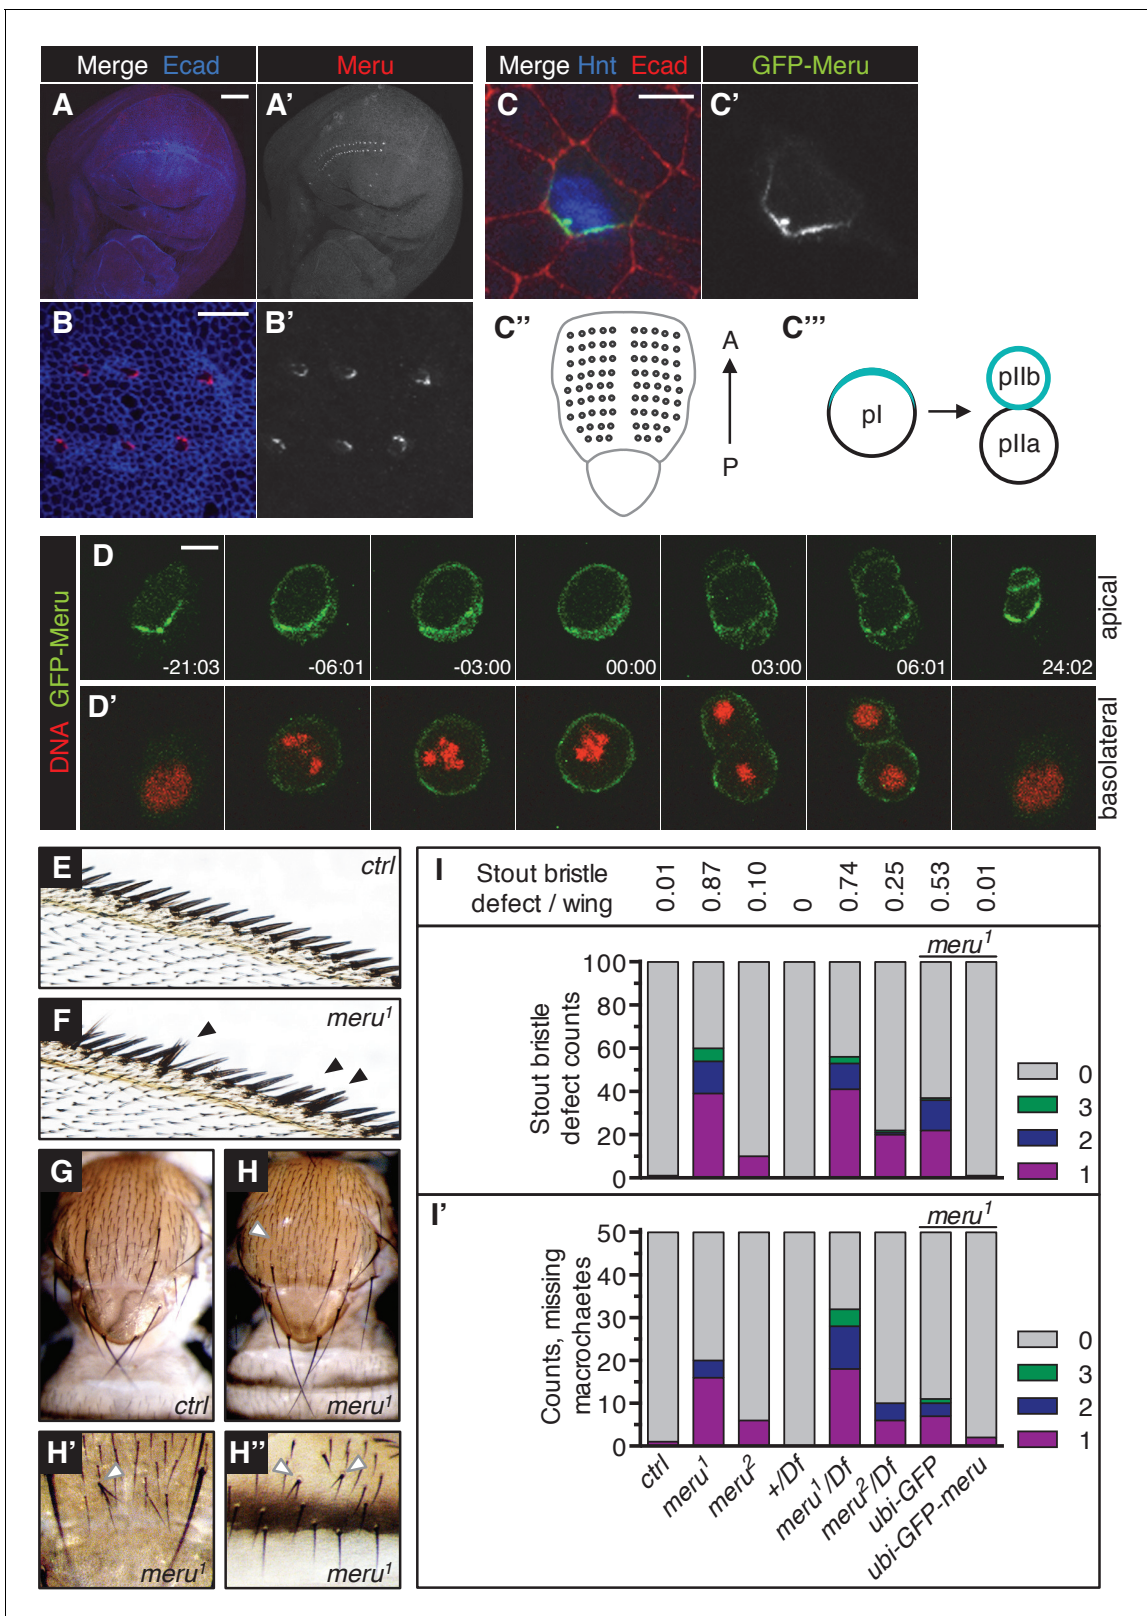 Merge Ecad
Meru
Merge Hnt Ecad
GFP-Meru
A
A'
C
C'
B
B'
C''
A
P
C'''
pI
pIIb
pIIa
DNA GFP-Meru
D
-21:03
-06:01
-03:00
00:00
03:00
06:01
24:02
apical
D'
basolateral
E
ctrl
F
meru1
G
ctrl
H
meru1
H'
meru1
H''
meru1
I
Stout bristle
defect / wing
0.01
0.87
0.10
0
0.74
0.25
0.53
0.01
meru1
Stout bristle
defect counts
100
80
60
40
20
0
0
3
2
1
I'
meru1
Counts, missing
macrochaetes
50
40
30
20
10
0
0
3
2
1
ctrl
meru1
meru2
+/Df
meru1/Df
meru2/Df
ubi-GFP
ubi-GFP-meru